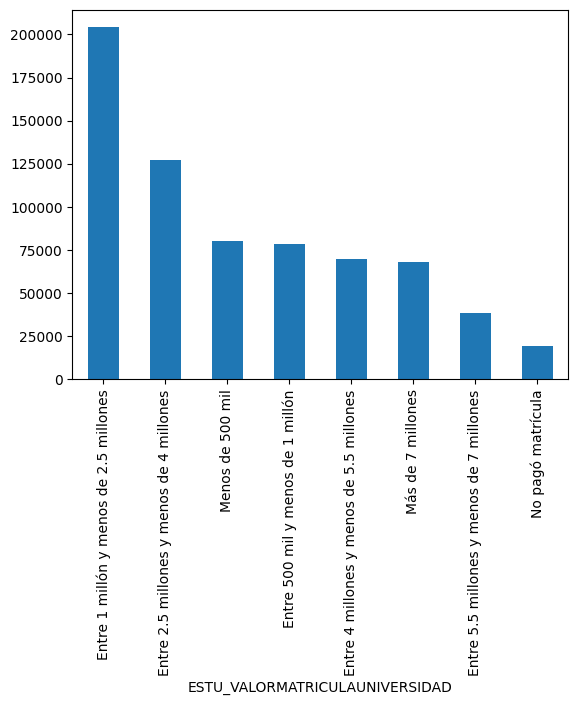 200000
175000
150000
125000
100000
75000
50000
25000
0
Entre 1 millón y menos de 2.5 millones
Entre 2.5 millones y menos de 4 millones
Menos de 500 mil
Entre 500 mil y menos de 1 millón
Entre 4 millones y menos de 5.5 millones
Más de 7 millones
Entre 5.5 millones y menos de 7 millones
No pagó matrícula
ESTU_VALORMATRICULAUNIVERSIDAD